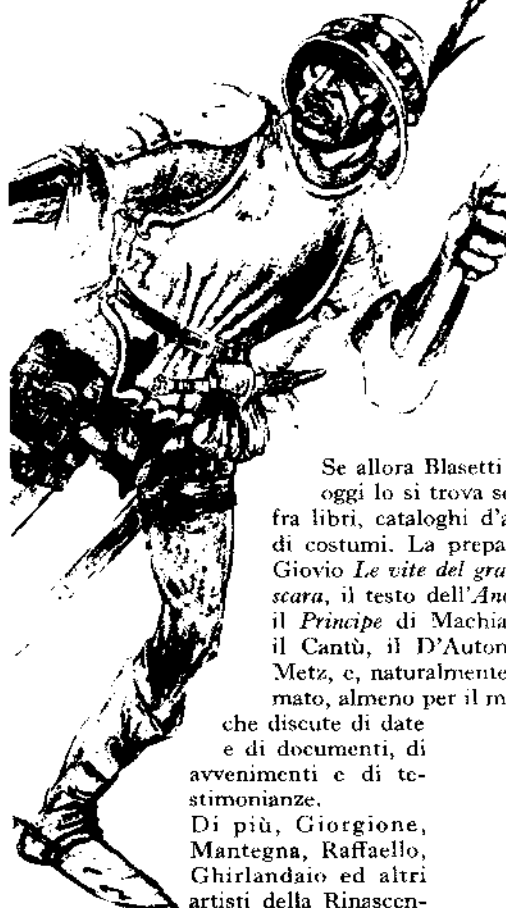 Se allora Blasetti
oggi lo si trova
fra libri, cataloghi
di costumi. La
Giovio Le vite del
scara, il testo
il Principe di
il Cantù, il
Metz, e, naturalmente
mato, almeno per il
che discute di date
e di documenti, di
avvenimenti e di te-
stimonianze.
Di più, Giorgione,
Mantegna, Raffaello,
Ghirlandaio ed altri
artisti della Rinascen-